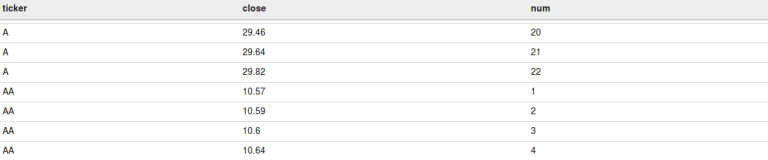 ticker close num
A 29.46 20
A 29.64 21
A 29.82 22
AA 10.57 1
AA 10.59 2
AA 10.6 3
AA 10.64 4